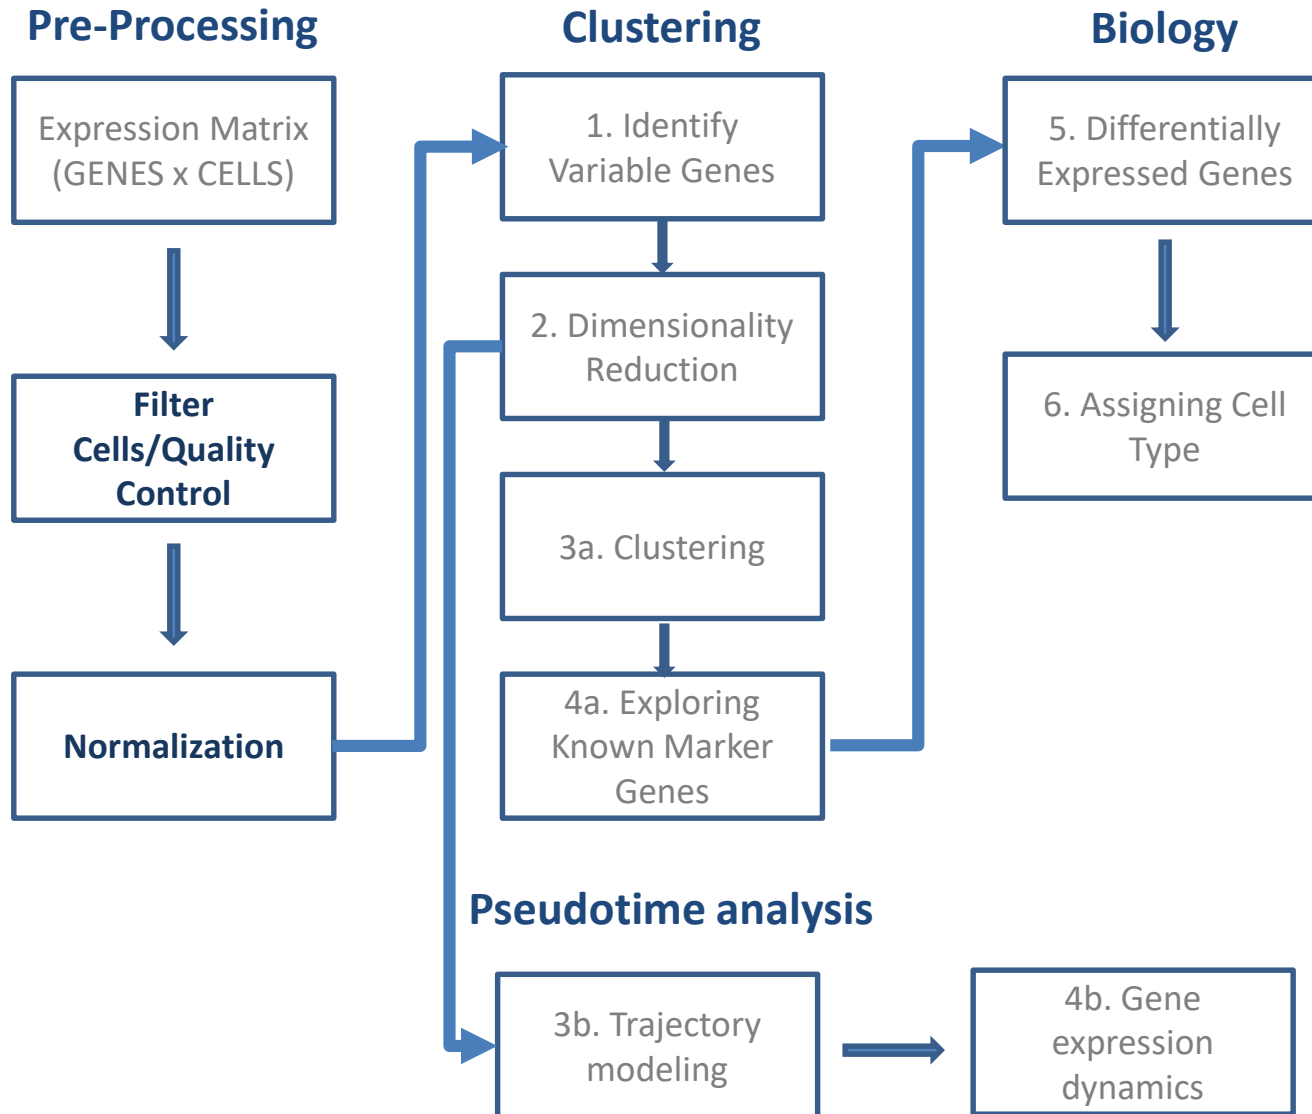 Pre-Processing
Expression Matrix
(GENES x CELLS)
Filter
Cells/Quality
Control
Normalization
Clustering
1. Identify
Variable Genes
2. Dimensionality
Reduction
3a. Clustering
4a. Exploring
Known Marker
Genes
Biology
5. Differentially
Expressed Genes
6. Assigning Cell
Type
Pseudotime analysis
3b. Trajectory
modeling
4b. Gene
expression
dynamics